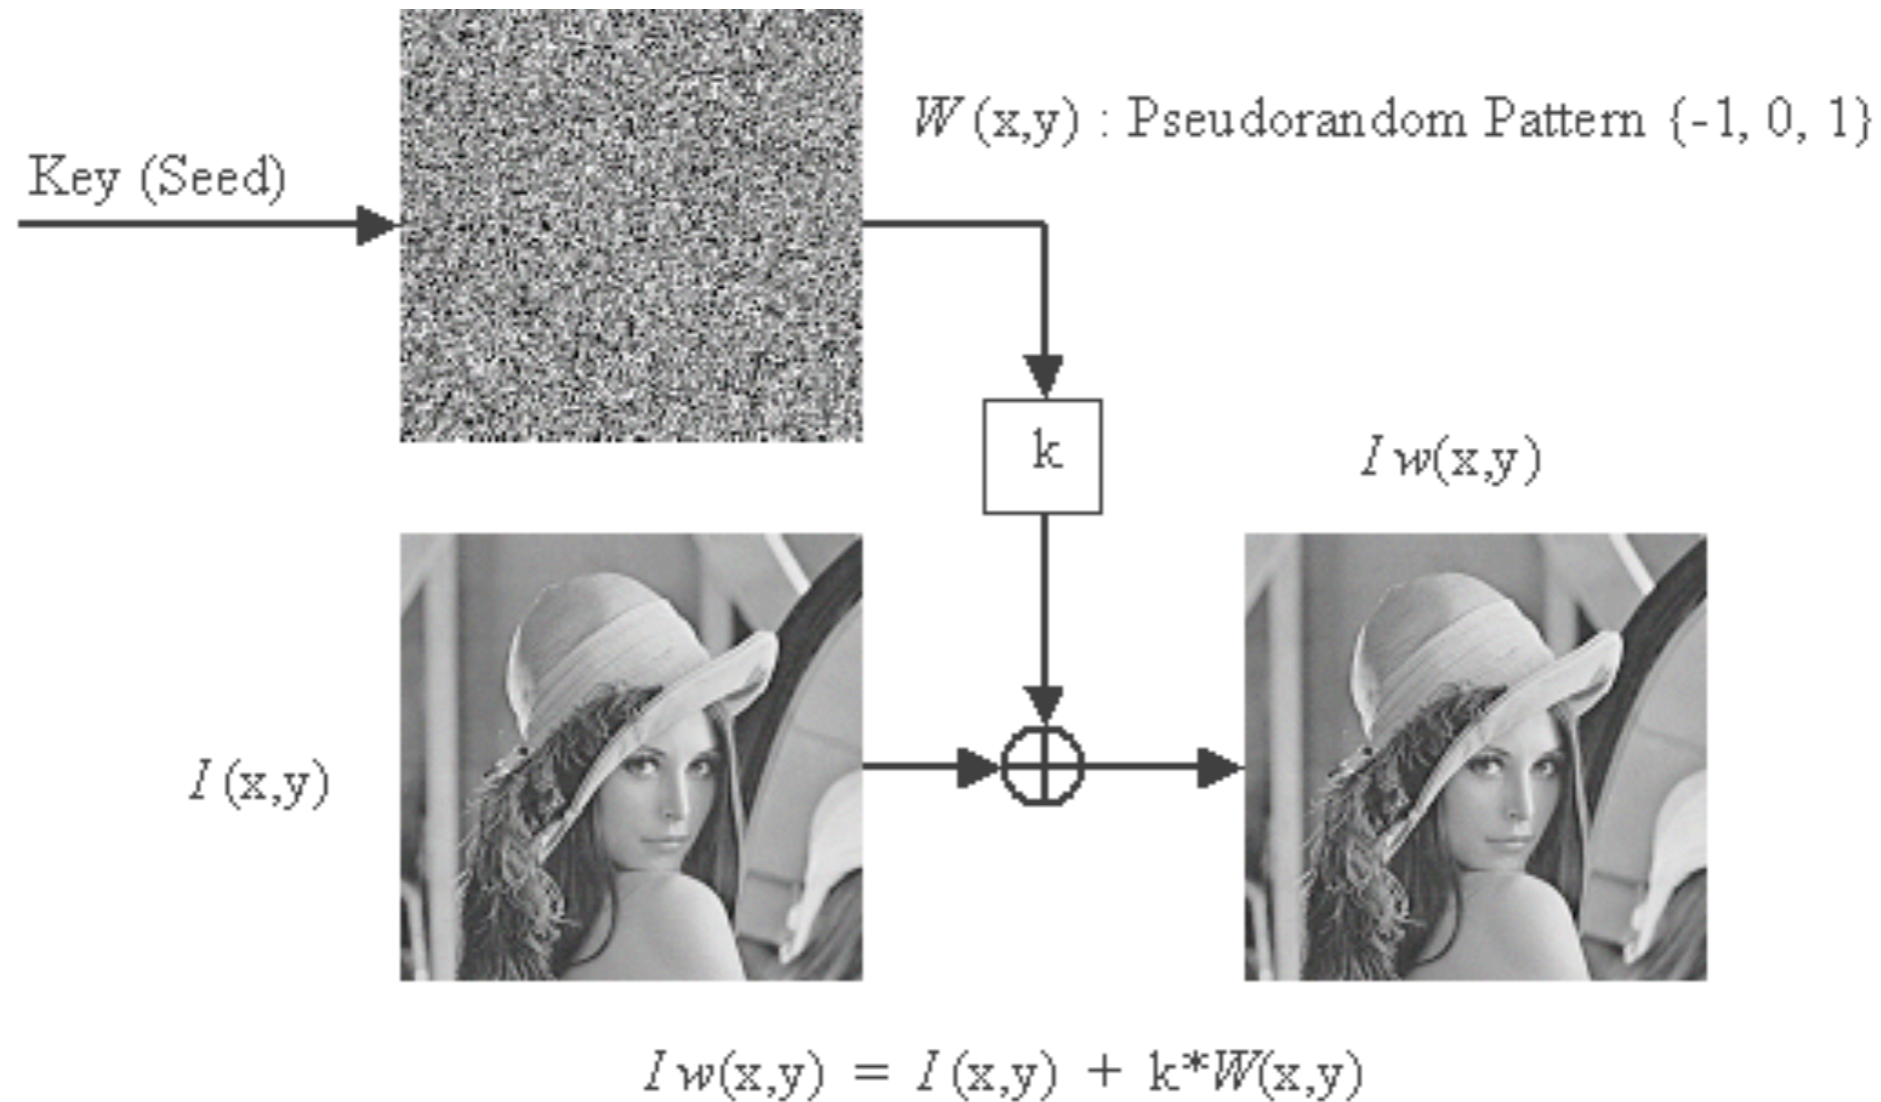 W (x,y) : Pseudorandom Pattern {-1, 0, 1}
Key (Seed)
k
I w(x,y)
I (x,y)
I w(x,y) = I (x,y) + k*W(x,y)